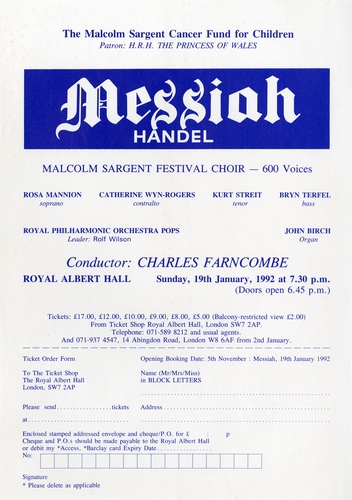 The Malcolm Sargent Cancer Fund for Children
Patron: H.R.H. THE PRINCESS OF WALES
Messiah
HANDEL
MALCOLM SARGENT FESTIVAL CHOIR — 600 Voices
ROSA MANNION CATHERINE WYN-ROGERS KURT STREIT BRYN TERFEL
soprano contralto tenor bass
ROYAL PHILHARMONIC ORCHESTRA POPS JOHN BIRCH
Leader: Rolf Wilson Organ
Conductor: CHARLES FARNCOMBE
ROYAL ALBERT HALL Sunday, 19th January, 1992 at 7.30 p.m.
(Doors open 6.45 p.m.)
Tickets: £17.00, £12.00, £10.00, £9.00, £8.00, £5.00 (Balcony-restricted view £2.00)
From Ticket Shop Royal Albert Hall, London SW7 2AP.
Telephone: 071-589 8212 and usual agents.
And 071-937 4547, 14 Abingdon Road, London W8 6AF from 2nd January.
Ticket Order Form Opening Booking Date: 5th November : Messiah, 19th January 1992
To The Ticket Shop Name (Mr/Mrs/Miss)
The Royal Albert Hall in BLOCK LETTERS
London, SW7 2AP
Please send.....................tickets Address.....................
at.....................
Enclosed stamped addressed envelope and cheque/P.O. for £ : p
Cheque and P.O.s should be made payable to the Royal Albert Hall
or debit my *Access, *Barclay card Expiry Date.....................
No:
Signature
* Please delete as applicable